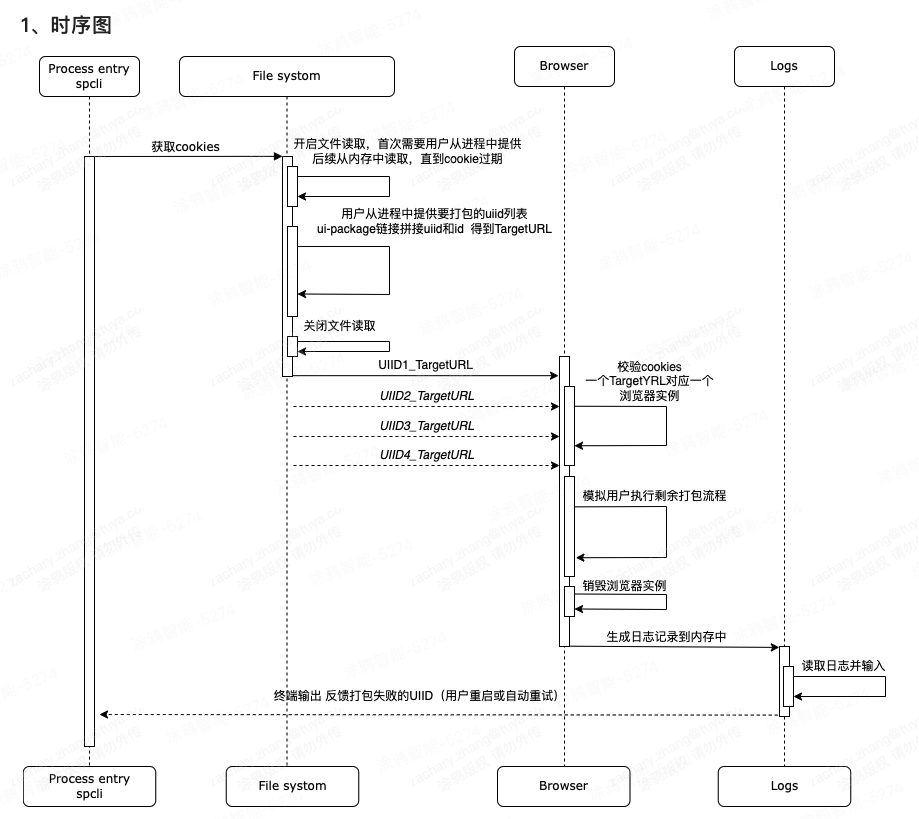 1、时序图
Process entry
spcli
File systom
Browser
Logs
获取cookies
开启文件读取，首次需要用户从进程中提供
后续从内存中读取，直到cookie过期
用户从进程中提供要打包的uiid列表
ui-package链接拼接uiid和id 得到TargetURL
关闭文件读取
UIID1_TargetURL
校验cookies
一个TargetYRL对应一个
浏览器实例
UIID2_TargetURL
UIID3_TargetURL
UIID4_TargetURL
模拟用户执行剩余打包流程
销毁浏览器实例
生成日志记录到内存中
读取日志并输入
终端输出 反馈打包失败的UIID（用户重启或自动重试）
Process entry
spcli
File systom
Browser
Logs